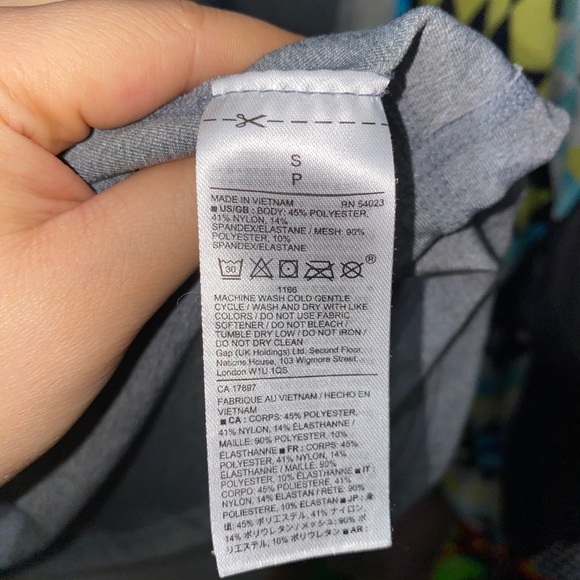 S
P
MADE IN VIETNAM RN 54023
■ US/GB : BODY: 45% POLYESTER,
41% NYLON, 14%
SPANDEX/ELASTANE / MESH: 90%
POLYESTER, 10%
SPANDEX/ELASTANE
30 ®
1166
MACHINE WASH COLD GENTLE
CYCLE / WASH AND DRY WITH LIKE
COLORS / DO NOT USE FABRIC
SOFTENER / DO NOT BLEACH /
TUMBLE DRY LOW / DO NOT IRON /
DO NOT DRY CLEAN
Gap (UK Holdings) Ltd. Second Floor,
Nations House, 103 Wigmore Street,
London W1U 1QS
CA 17697
FABRIQUE AU VIETNAM / HECHO EN
VIETNAM
■ CA : CORPS: 45% POLYESTER,
41% NYLON, 14% ÉLASTHANNE /
MAILLE: 90% POLYESTER, 10%
ÉLASTHANNE ■ FR : CORPS: 45%
POLYESTER, 41% NYLON, 14%
ÉLASTHANNE / MAILLE: 90%
POLYESTER, 10% ÉLASTHANNE ■ IT :
CORPO: 45% POLIESTERE, 41%
NYLON, 14% ELASTAN / RETE: 90%
POLIESTERE, 10% ELASTAN ■ JP : 身
頃: 45% ポリエステル, 41% ナイロン,
14% ポリウレタン / メッシュ: 90% ポ
リエステル, 10% ポリウレタン ■ AR :